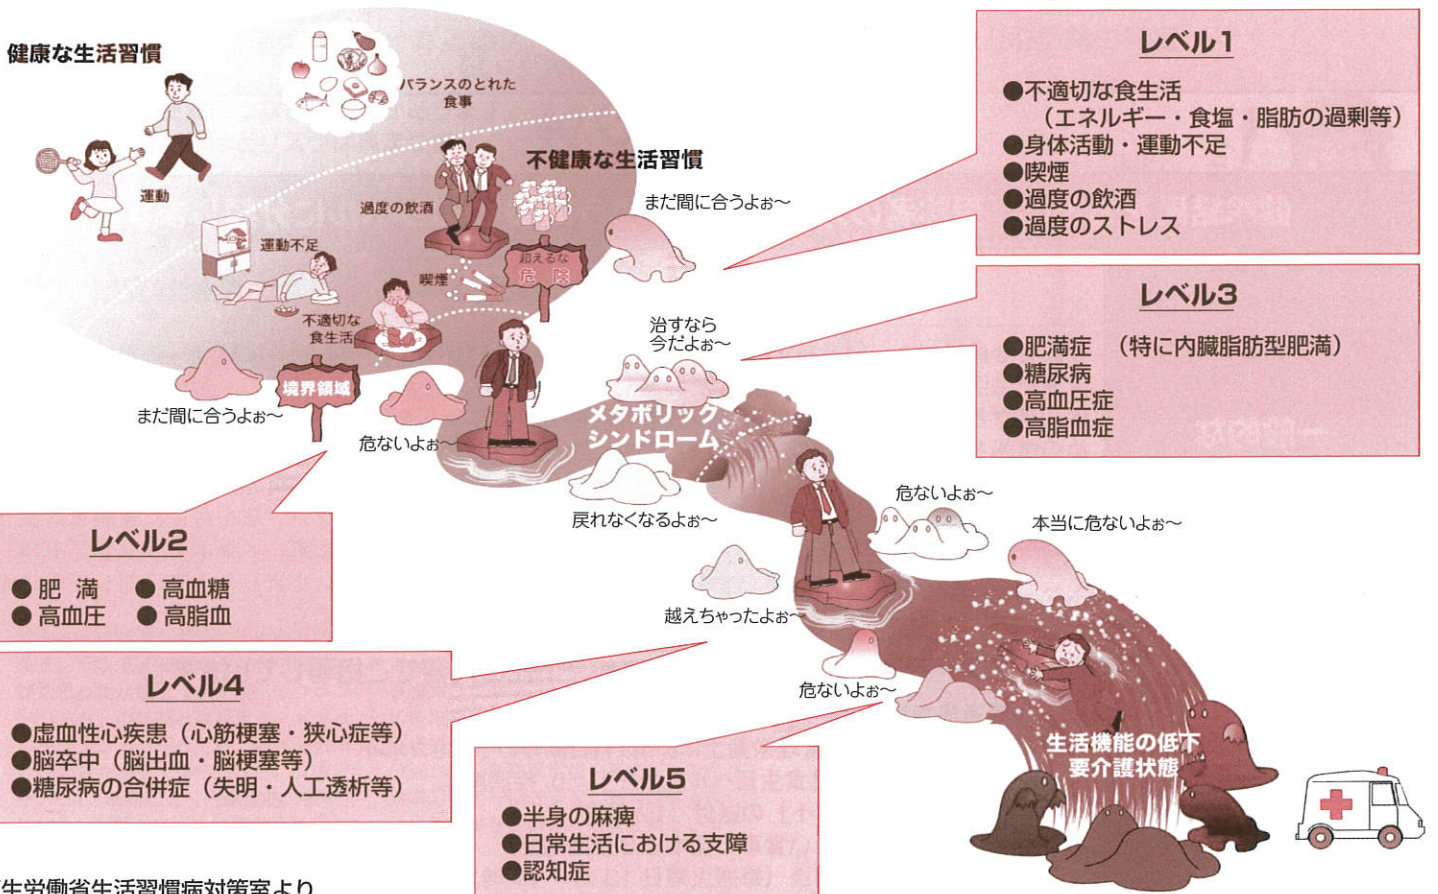 健康な生活習慣
バランスのとれた
食事
運動
不健康な生活習慣
過度の飲酒
運動不足
喫煙
超えるな
危険
不適切な
食生活
境界領域
まだ間に合うよぉ～
まだ間に合うよぉ～
危ないよぉ～
治すなら
今だよぉ～
メタボリック
シンドローム
戻れなくなるよぉ～
危ないよぉ～
本当に危ないよぉ～
越えちゃったよぉ～
危ないよぉ～
生活機能の低下
要介護状態
レベル1
●不適切な食生活
（エネルギー・食塩・脂肪の過剰等）
●身体活動・運動不足
●喫煙
●過度の飲酒
●過度のストレス
レベル2
●肥 満 ●高血糖
●高血圧 ●高脂血
レベル3
●肥満症 （特に内臓脂肪型肥満）
●糖尿病
●高血圧症
●高脂血症
レベル4
●虚血性心疾患（心筋梗塞・狭心症等）
●脳卒中（脳出血・脳梗塞等）
●糖尿病の合併症（失明・人工透析等）
レベル5
●半身の麻痺
●日常生活における支障
●認知症
生労働省生活習慣病対策室より